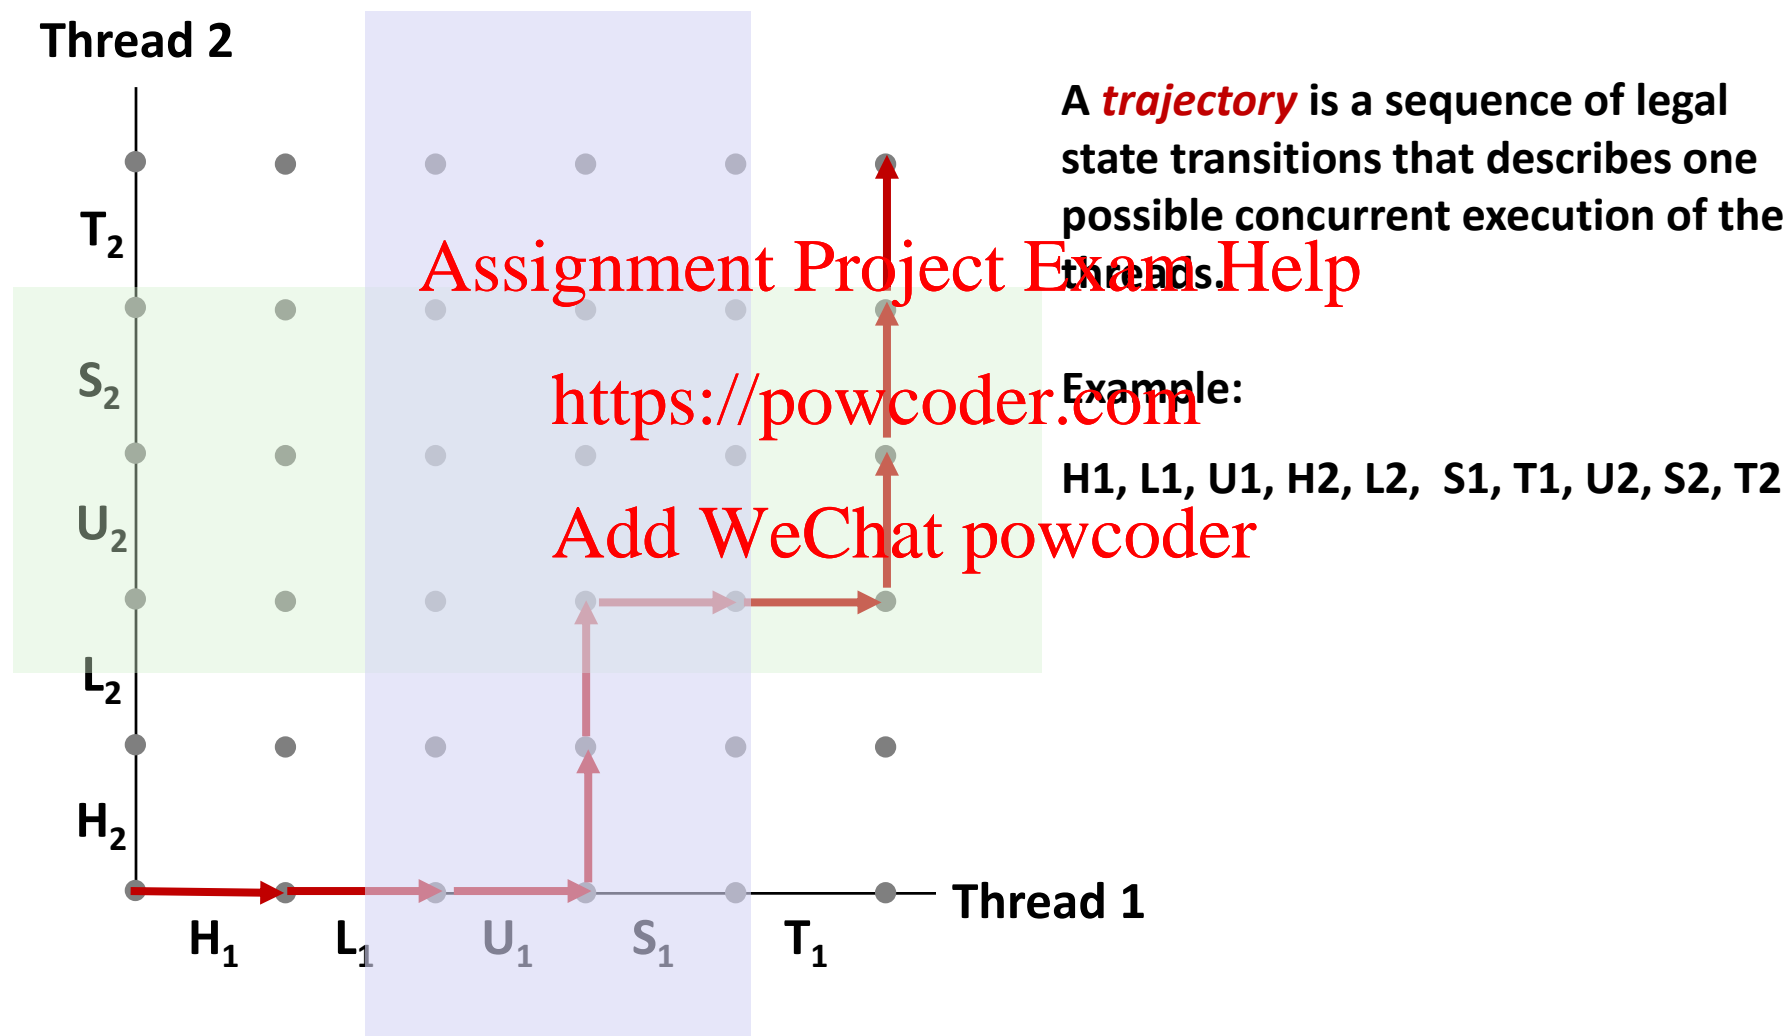 Thread 2
A trajectory is a sequence of legal
state transitions that describes one
possible concurrent execution of the
threads.
Example:
H1, L1, U1, H2, L2, S1, T1, U2, S2, T2
Assignment Project Exam Help
https://powcoder.com
Add WeChat powcoder
T2
S2
U2
L2
H2
Thread 1
H1 L1 U1 S1 T1